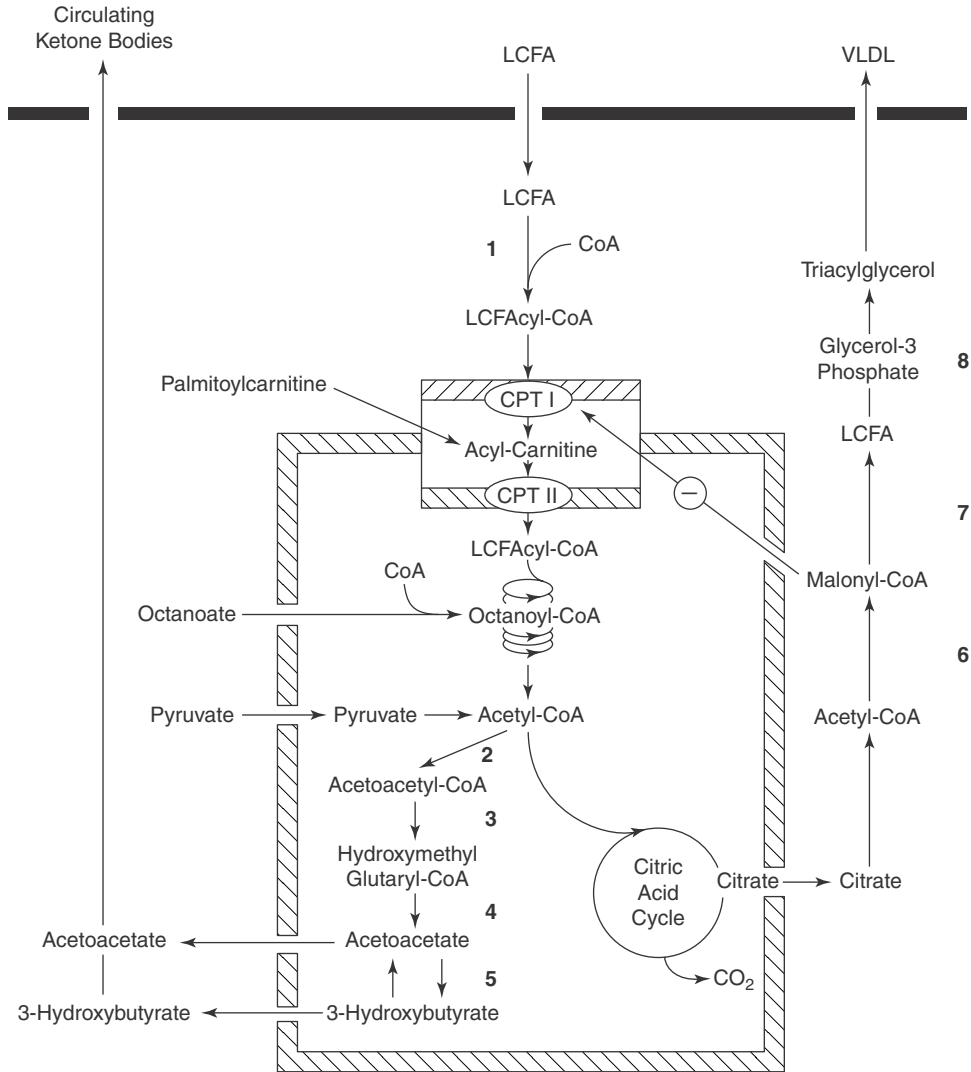 Circulating
Ketone Bodies
LCFA
VLDL
LCFA
1
CoA
LCFAcyl-CoA
Triacylglycerol
Glycerol-3
Phosphate
8
Palmitoylcarnitine
CPT I
Acyl-Carnitine
LCFA
CPT II
−
7
LCFAcyl-CoA
CoA
Malonyl-CoA
Octanoate
Octanoyl-CoA
6
Pyruvate
Pyruvate
Acetyl-CoA
Acetyl-CoA
2
Acetoacetyl-CoA
3
Hydroxymethyl
Glutaryl-CoA
Citric
Acid
Cycle
Citrate
Citrate
4
Acetoacetate
Acetoacetate
5
CO2
3-Hydroxybutyrate
3-Hydroxybutyrate